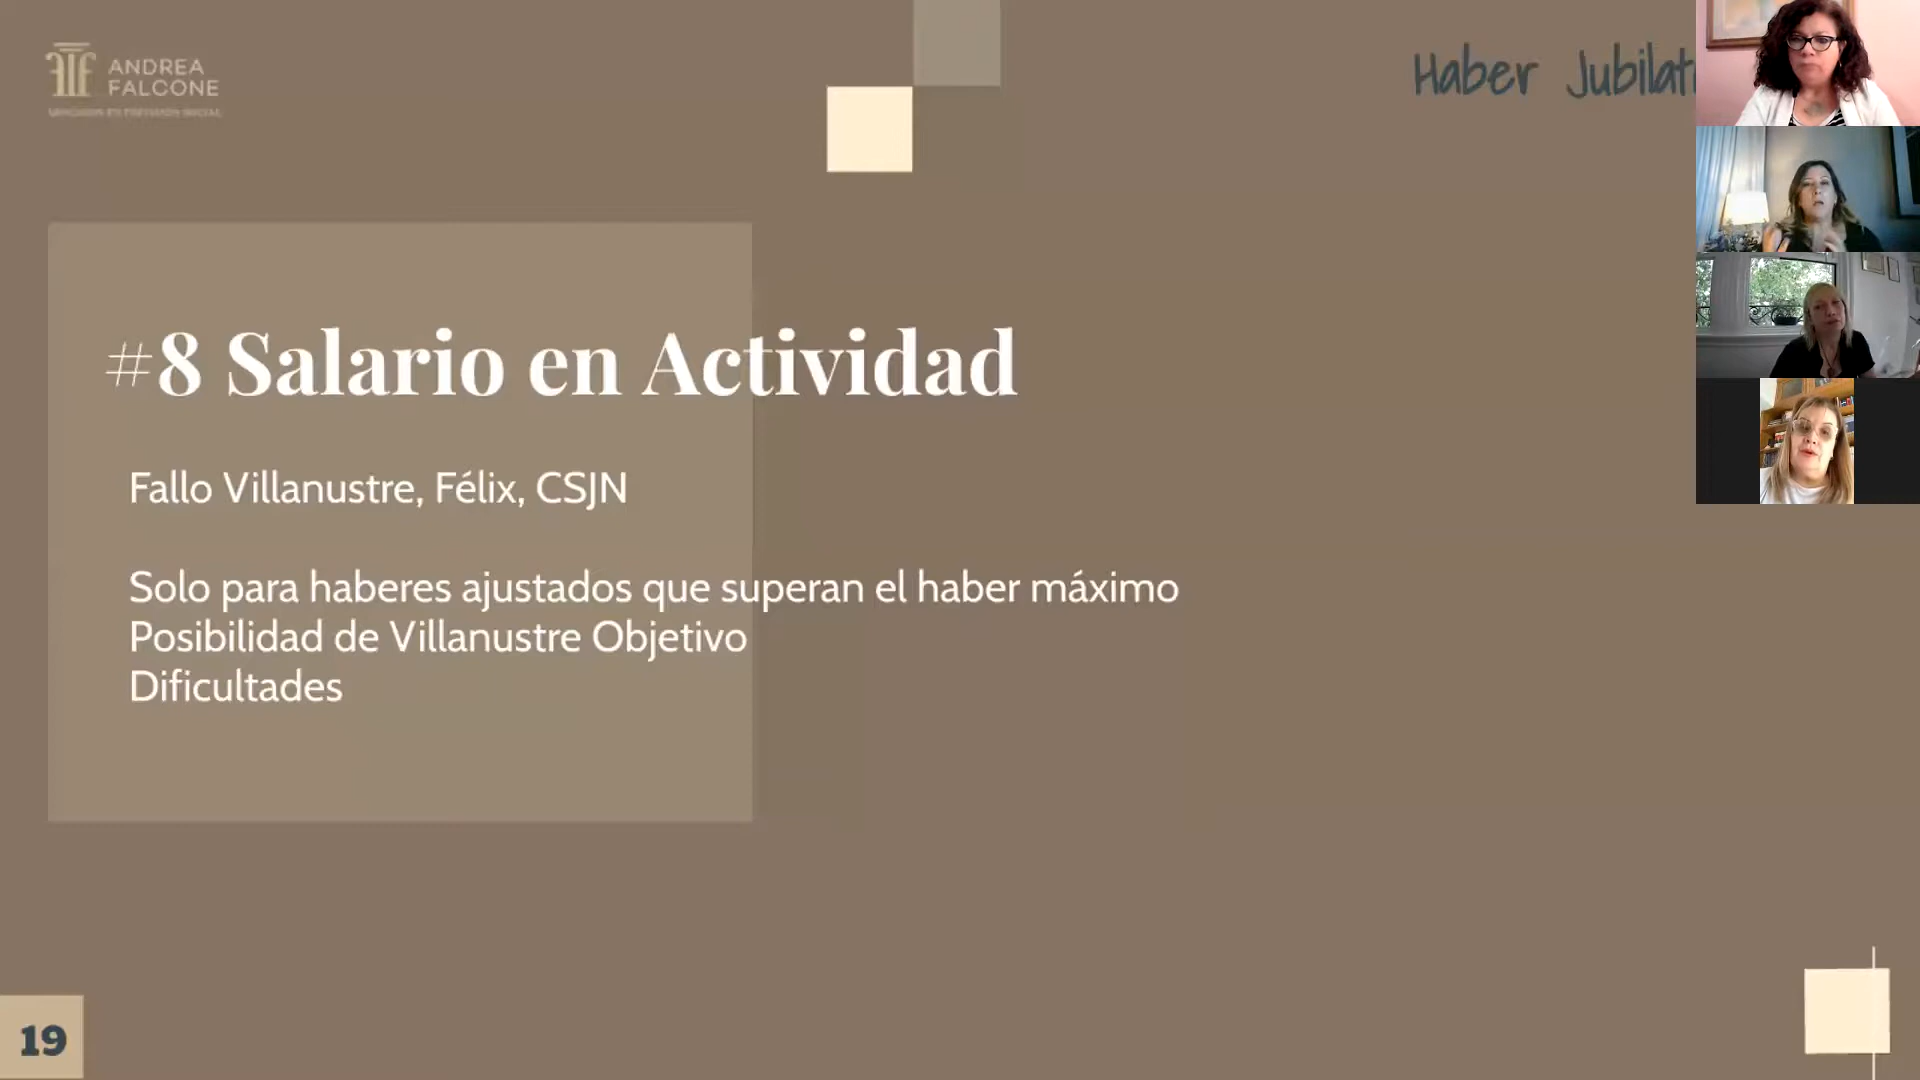 ANDREA
FALCONE
Haber Jubilat
#8 Salario en Actividad
Fallo Villanustre, Félix, CSJN
Solo para haberes ajustados que superan el haber máximo
Posibilidad de Villanustre Objetivo
Dificultades
19